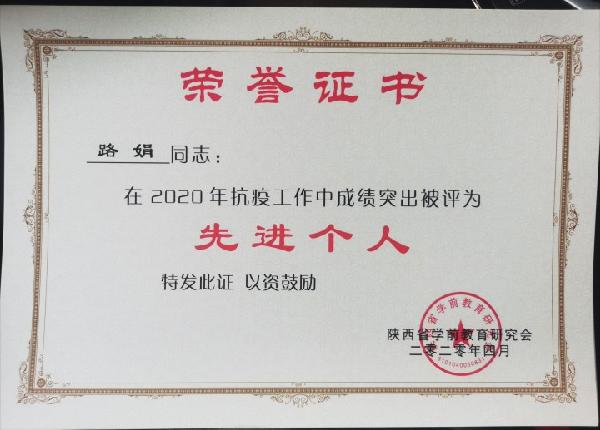 荣誉证书
路娟同志：
在2020年抗疫工作中成绩突出被评为
先进个人
特发此证 以资鼓励
陕西省学前教育研究会
二零二零年四月